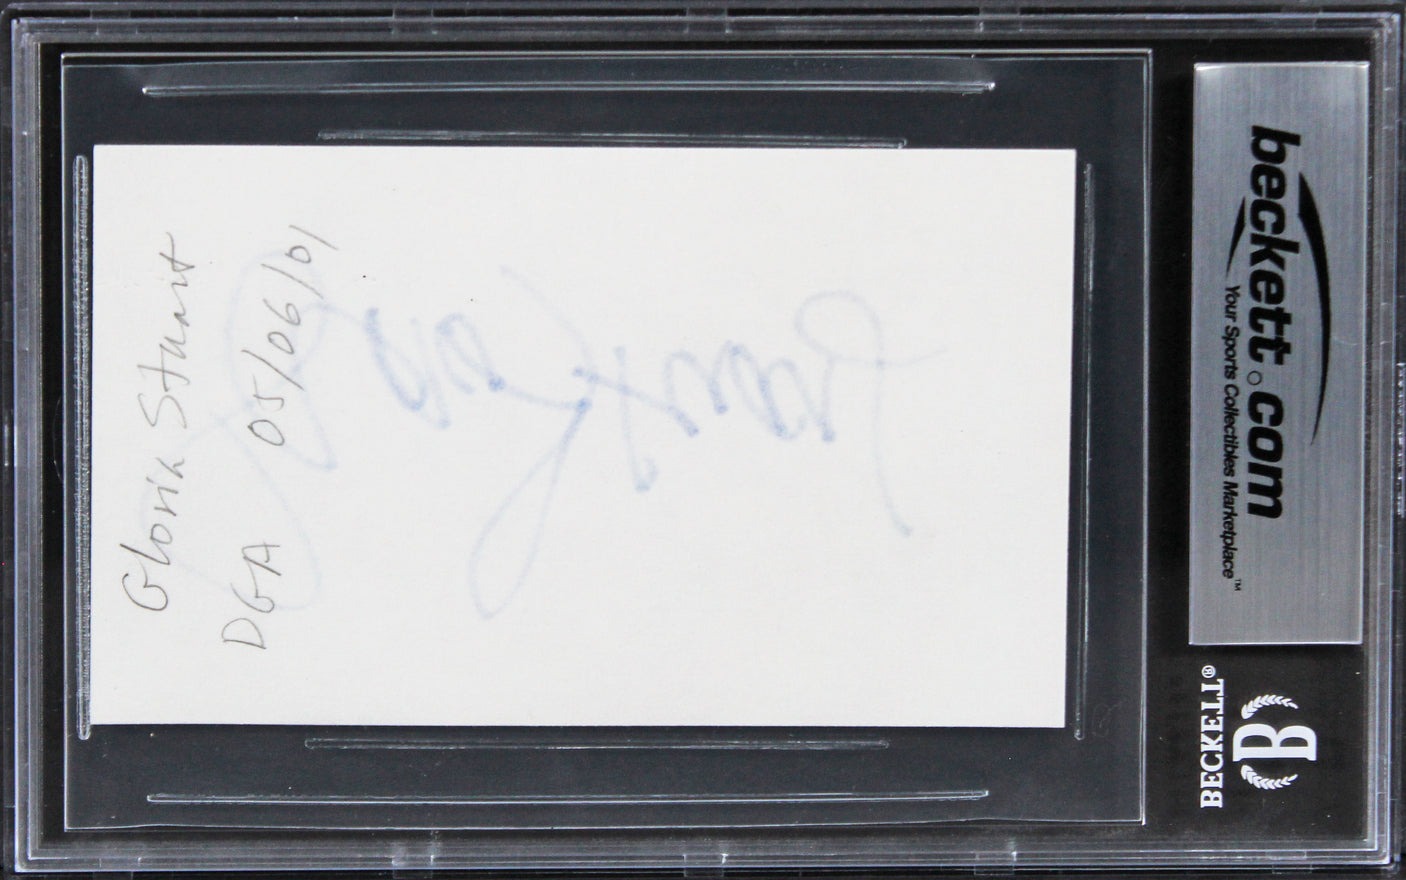 Gloria Stuart
DGA 05/06/01
beckett.com
Your Sports Collectibles Marketplace™
BECKETT®
B